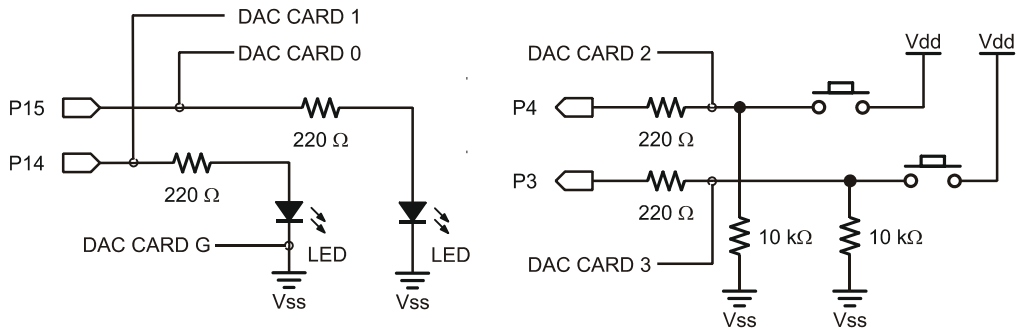 DAC CARD 1
DAC CARD 0
P15
220 Ω
P14
220 Ω
DAC CARD G
LED
LED
Vss
Vss
Vdd
Vdd
DAC CARD 2
P4
220 Ω
P3
220 Ω
10 kΩ
10 kΩ
DAC CARD 3
Vss
Vss